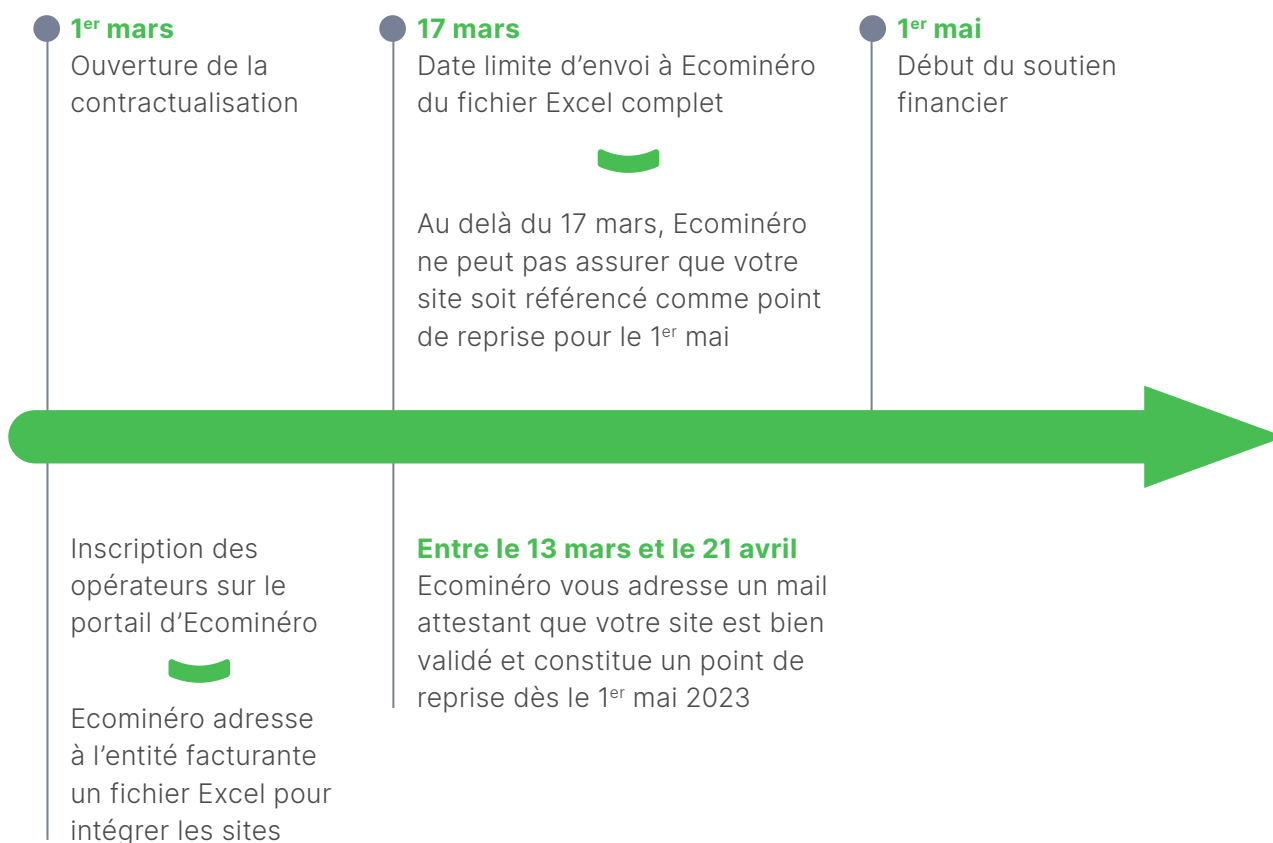 1er mars
Ouverture de la
contractualisation
17 mars
Date limite d’envoi à Ecominéro
du fichier Excel complet
Au delà du 17 mars, Ecominéro
ne peut pas assurer que votre
site soit référencé comme point
de reprise pour le 1er mai
1er mai
Début du soutien
financier
Inscription des
opérateurs sur le
portail d’Ecominéro
Ecominéro adresse
à l’entité facturante
un fichier Excel pour
intégrer les sites
Entre le 13 mars et le 21 avril
Ecominéro vous adresse un mail
attestant que votre site est bien
validé et constitue un point de
reprise dès le 1er mai 2023